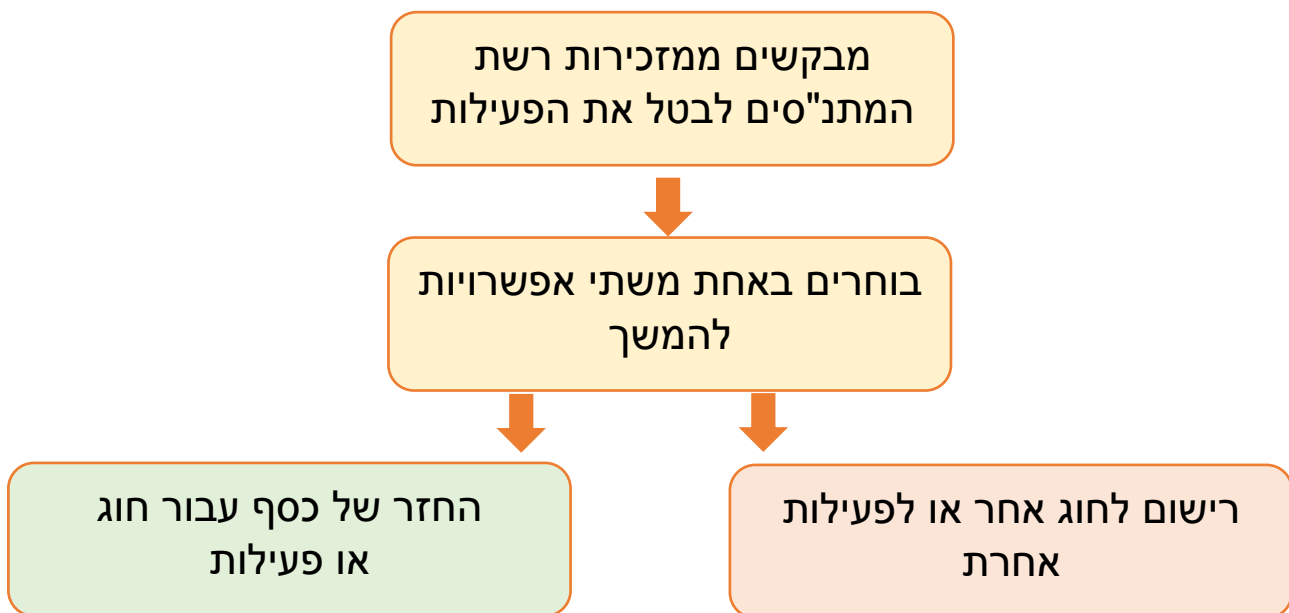 מבקשים ממזכירות רשת
המתנ"סים לבטל את הפעילות
בוחרים באחת משתי אפשרויות
להמשך
רישום לחוג אחר או לפעילות
אחרת
החזר של כסף עבור חוג
או פעילות